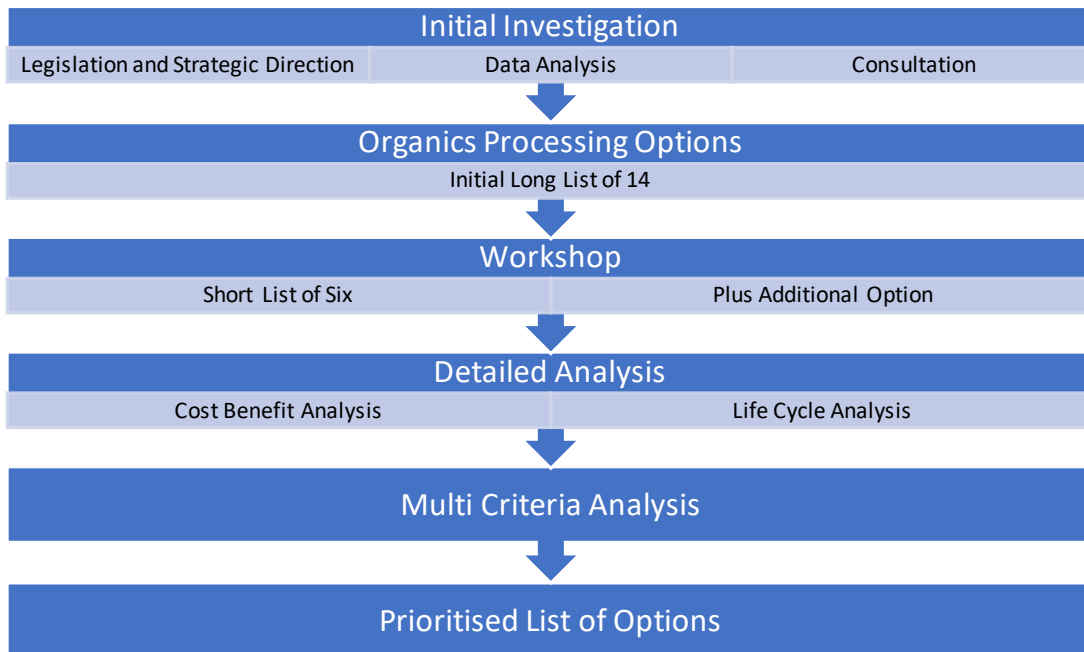 Initial Investigation
Legislation and Strategic Direction
Data Analysis
Consultation
Organics Processing Options
Initial Long List of 14
Workshop
Short List of Six
Plus Additional Option
Detailed Analysis
Cost Benefit Analysis
Life Cycle Analysis
Multi Criteria Analysis
Prioritised List of Options